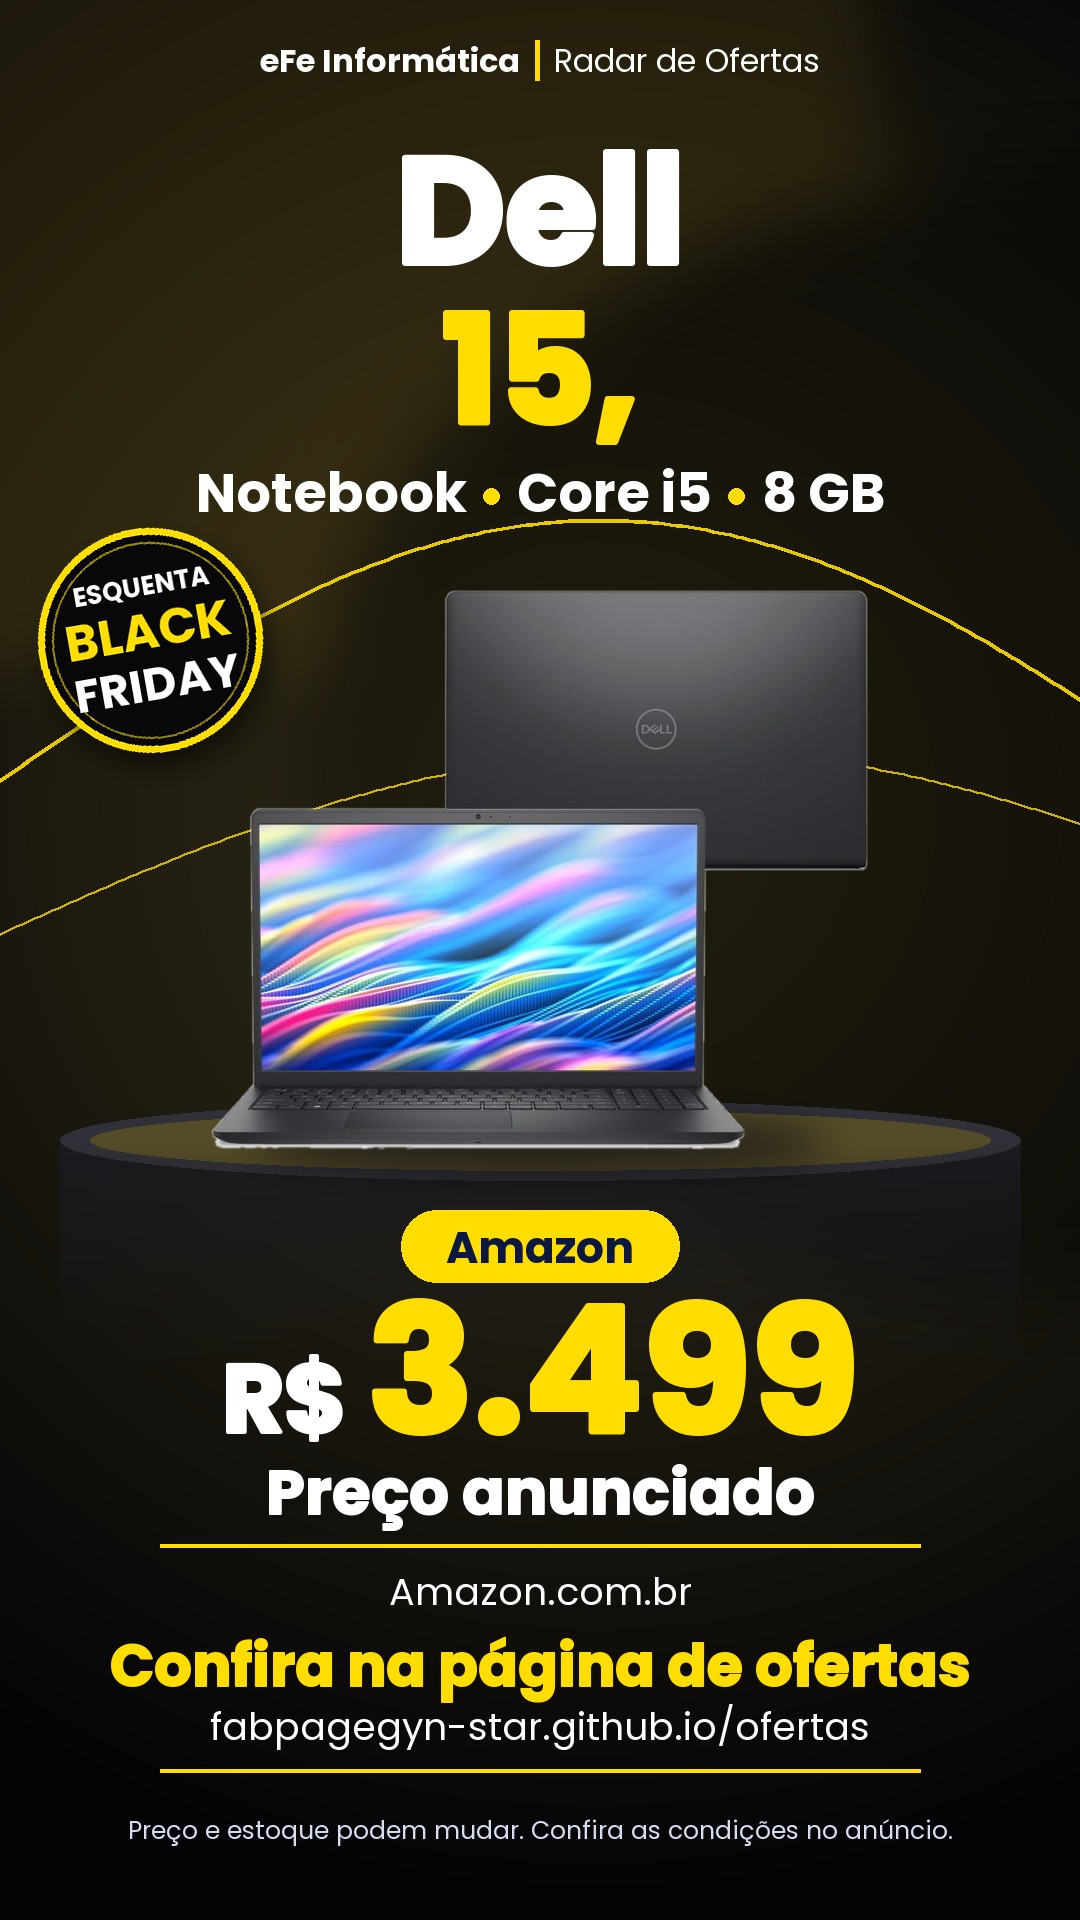 eFe Informática | Radar de Ofertas
Dell
15,
Notebook • Core i5 • 8 GB
ESQUENTA
BLACK
FRIDAY
DELL
Amazon
R$ 3.499
Preço anunciado
Amazon.com.br
Confira na página de ofertas
fabpagegyn-star.github.io/ofertas
Preço e estoque podem mudar. Confira as condições no anúncio.